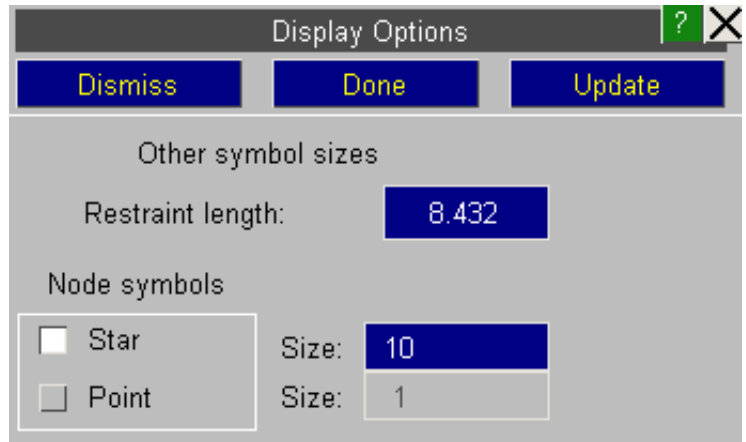 Display Options ?
Dismiss Done Update
Other symbol sizes
Restraint length: 8.432
Node symbols
Star Size: 10
Point Size: 1